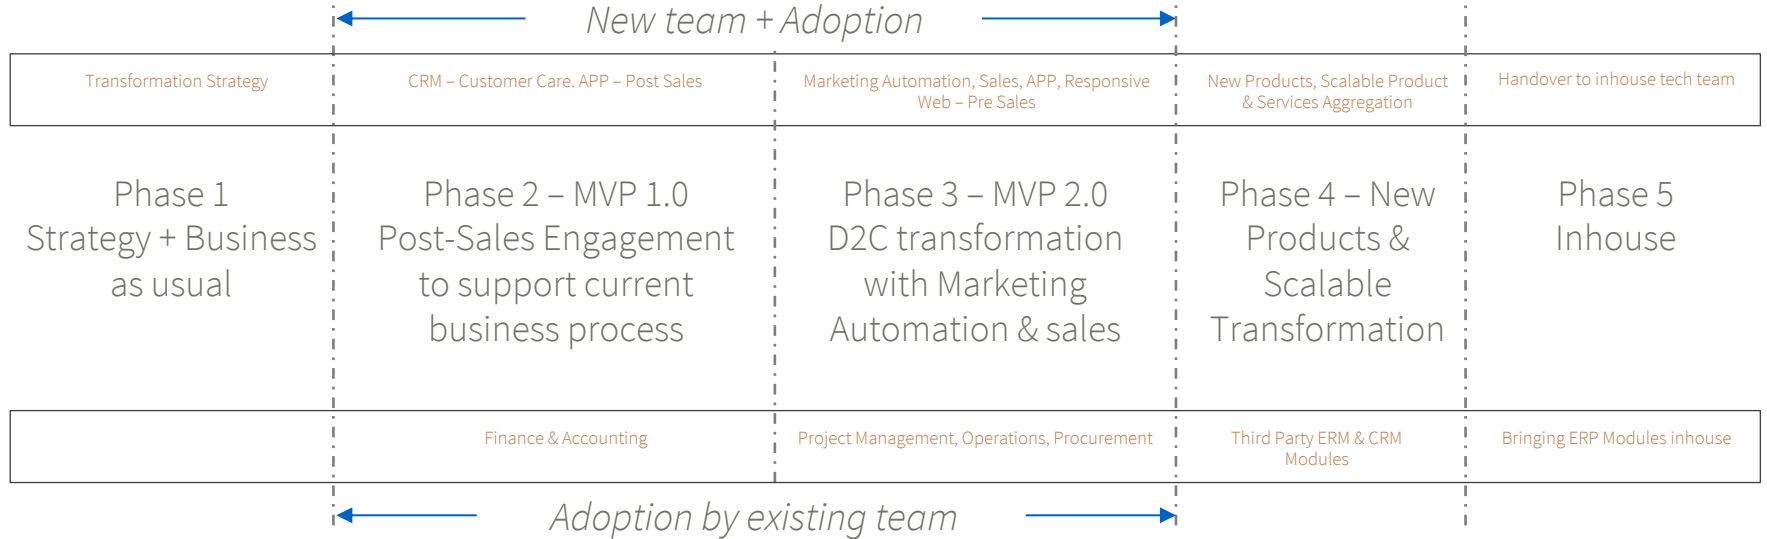 New team + Adoption
Transformation Strategy
CRM – Customer Care. APP – Post Sales
Marketing Automation, Sales, APP, Responsive
Web – Pre Sales
New Products, Scalable Product
& Services Aggregation
Handover to inhouse tech team
Phase 1
Strategy + Business
as usual
Phase 2 – MVP 1.0
Post-Sales Engagement
to support current
business process
Phase 3 – MVP 2.0
D2C transformation
with Marketing
Automation & sales
Phase 4 – New
Products &
Scalable
Transformation
Phase 5
Inhouse
Finance & Accounting
Project Management, Operations, Procurement
Third Party ERM & CRM
Modules
Bringing ERP Modules inhouse
Adoption by existing team